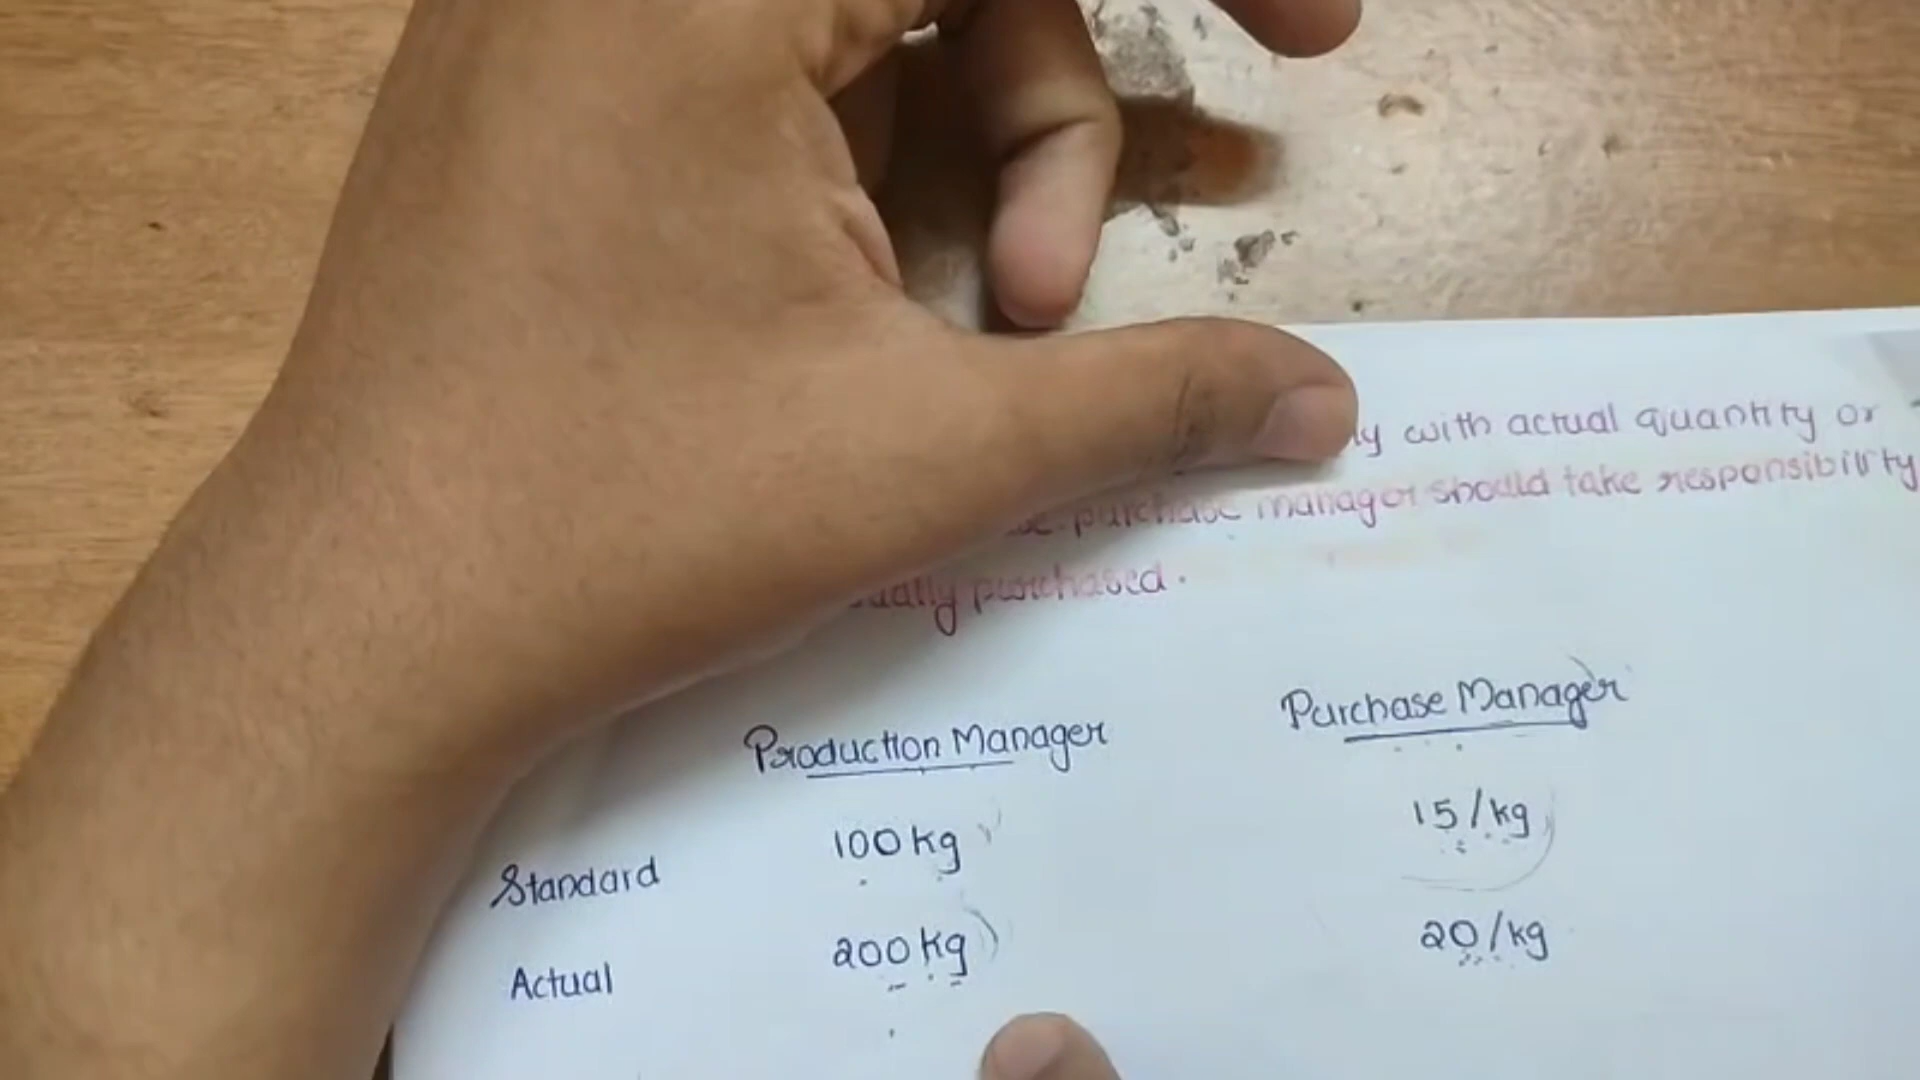 with actual quantity or
purchase manager should take responsibility
purchased.
Production Manager Purchase Manager
Standard 100 kg 15/kg
Actual 200 kg 20/kg